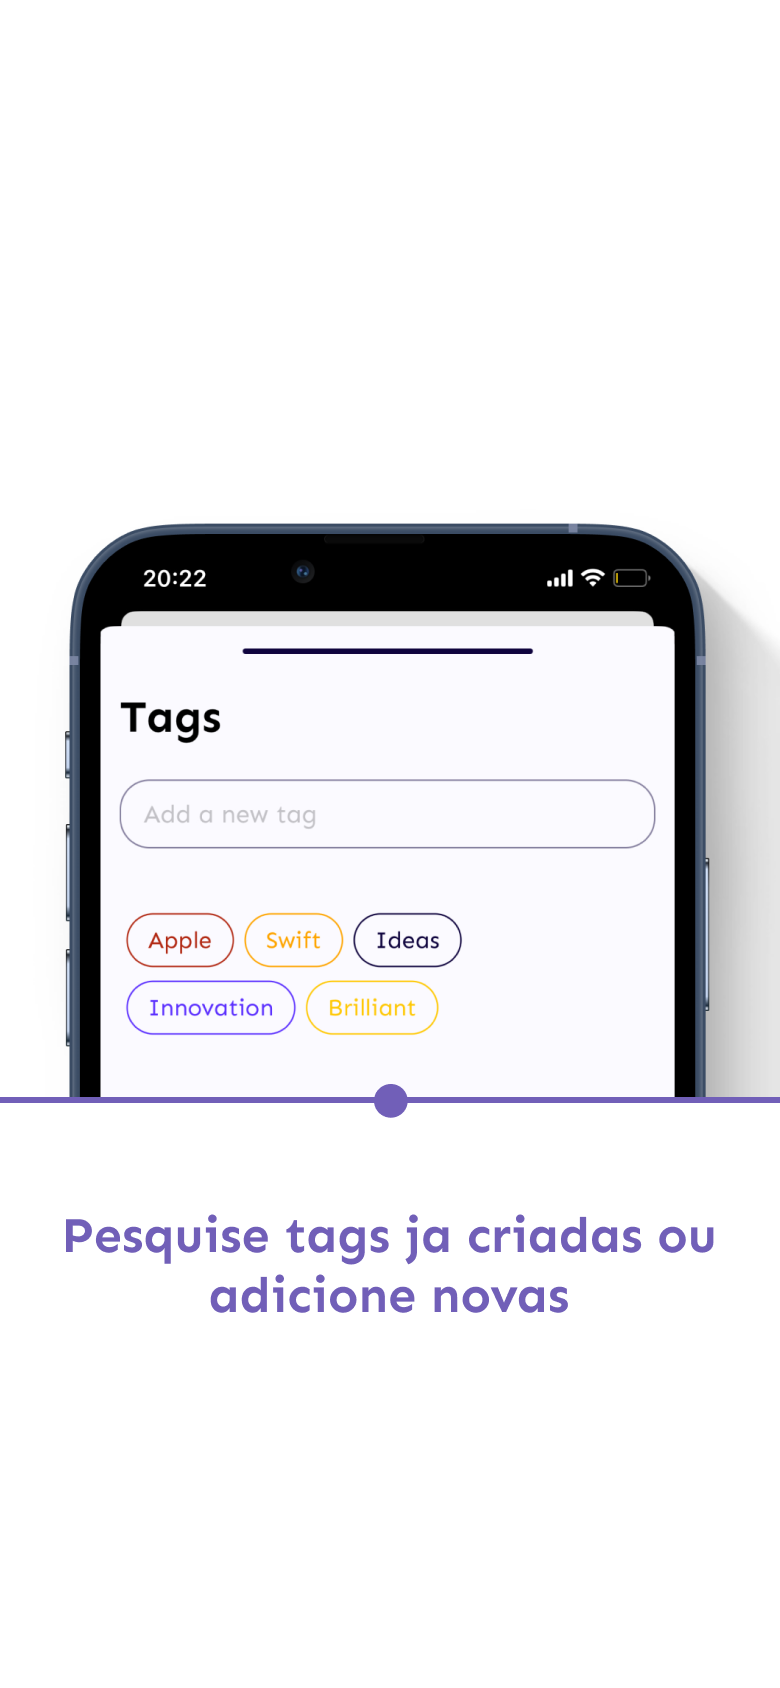 20:22
Tags
Add a new tag
Apple Swift Ideas
Innovation Brilliant
Pesquise tags ja criadas ou
adicione novas